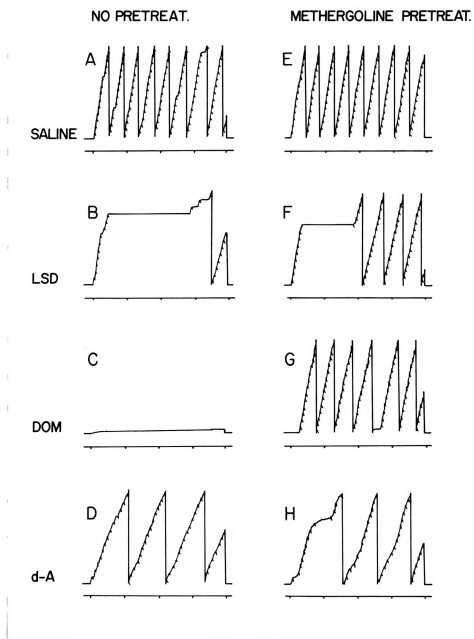 NO PRETREAT. METHERGOLINE PRETREAT.
A E
SALINE
B F
LSD
C G
DOM
D H
d-A